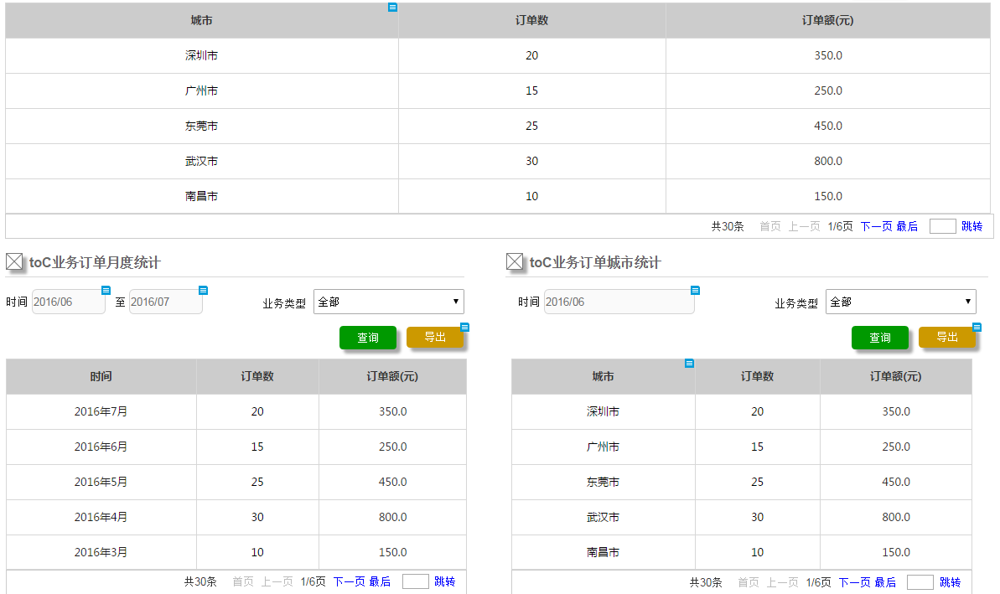 城市 订单数 订单额(元)
深圳市 20 350.0
广州市 15 250.0
东莞市 25 450.0
武汉市 30 800.0
南昌市 10 150.0
共30条 首页 上一页 1/6页 下一页 最后 跳转
toC业务订单月度统计
时间 2016/06 至 2016/07 业务类型 全部
查询 导出
时间 订单数 订单额(元)
2016年7月 20 350.0
2016年6月 15 250.0
2016年5月 25 450.0
2016年4月 30 800.0
2016年3月 10 150.0
共30条 首页 上一页 1/6页 下一页 最后 跳转
toC业务订单城市统计
时间 2016/06 业务类型 全部
查询 导出
城市 订单数 订单额(元)
深圳市 20 350.0
广州市 15 250.0
东莞市 25 450.0
武汉市 30 800.0
南昌市 10 150.0
共30条 首页 上一页 1/6页 下一页 最后 跳转